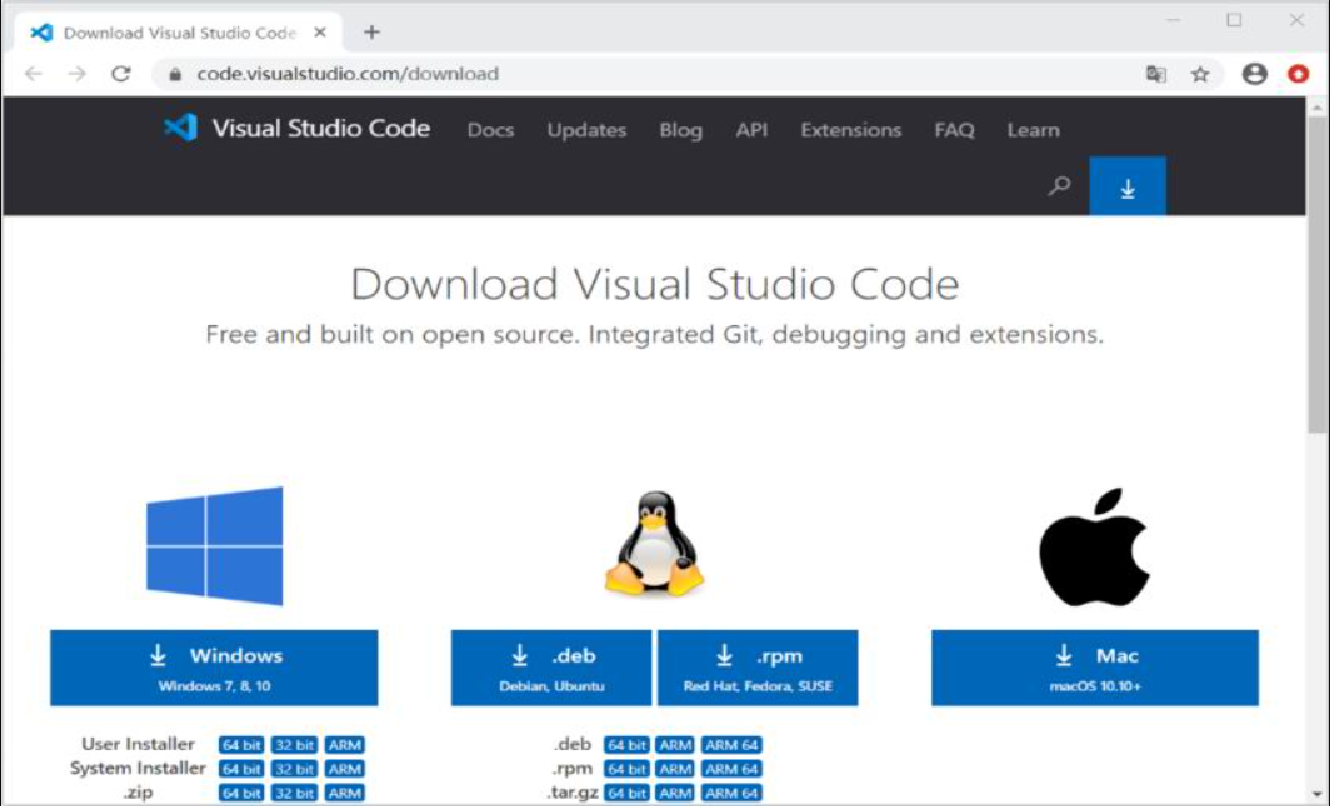 Download Visual Studio Code
code.visualstudio.com/download
Visual Studio Code Docs Updates Blog API Extensions FAQ Learn
Download Visual Studio Code
Free and built on open source. Integrated Git, debugging and extensions.
Windows
Windows 7, 8, 10
.deb
Debian, Ubuntu
.rpm
Red Hat, Fedora, SUSE
Mac
macOS 10.10+
User Installer 64 bit 32 bit ARM
System Installer 64 bit 32 bit ARM
.zip 64 bit 32 bit ARM
.deb 64 bit ARM ARM 64
.rpm 64 bit ARM ARM 64
.tar.gz 64 bit ARM ARM 64